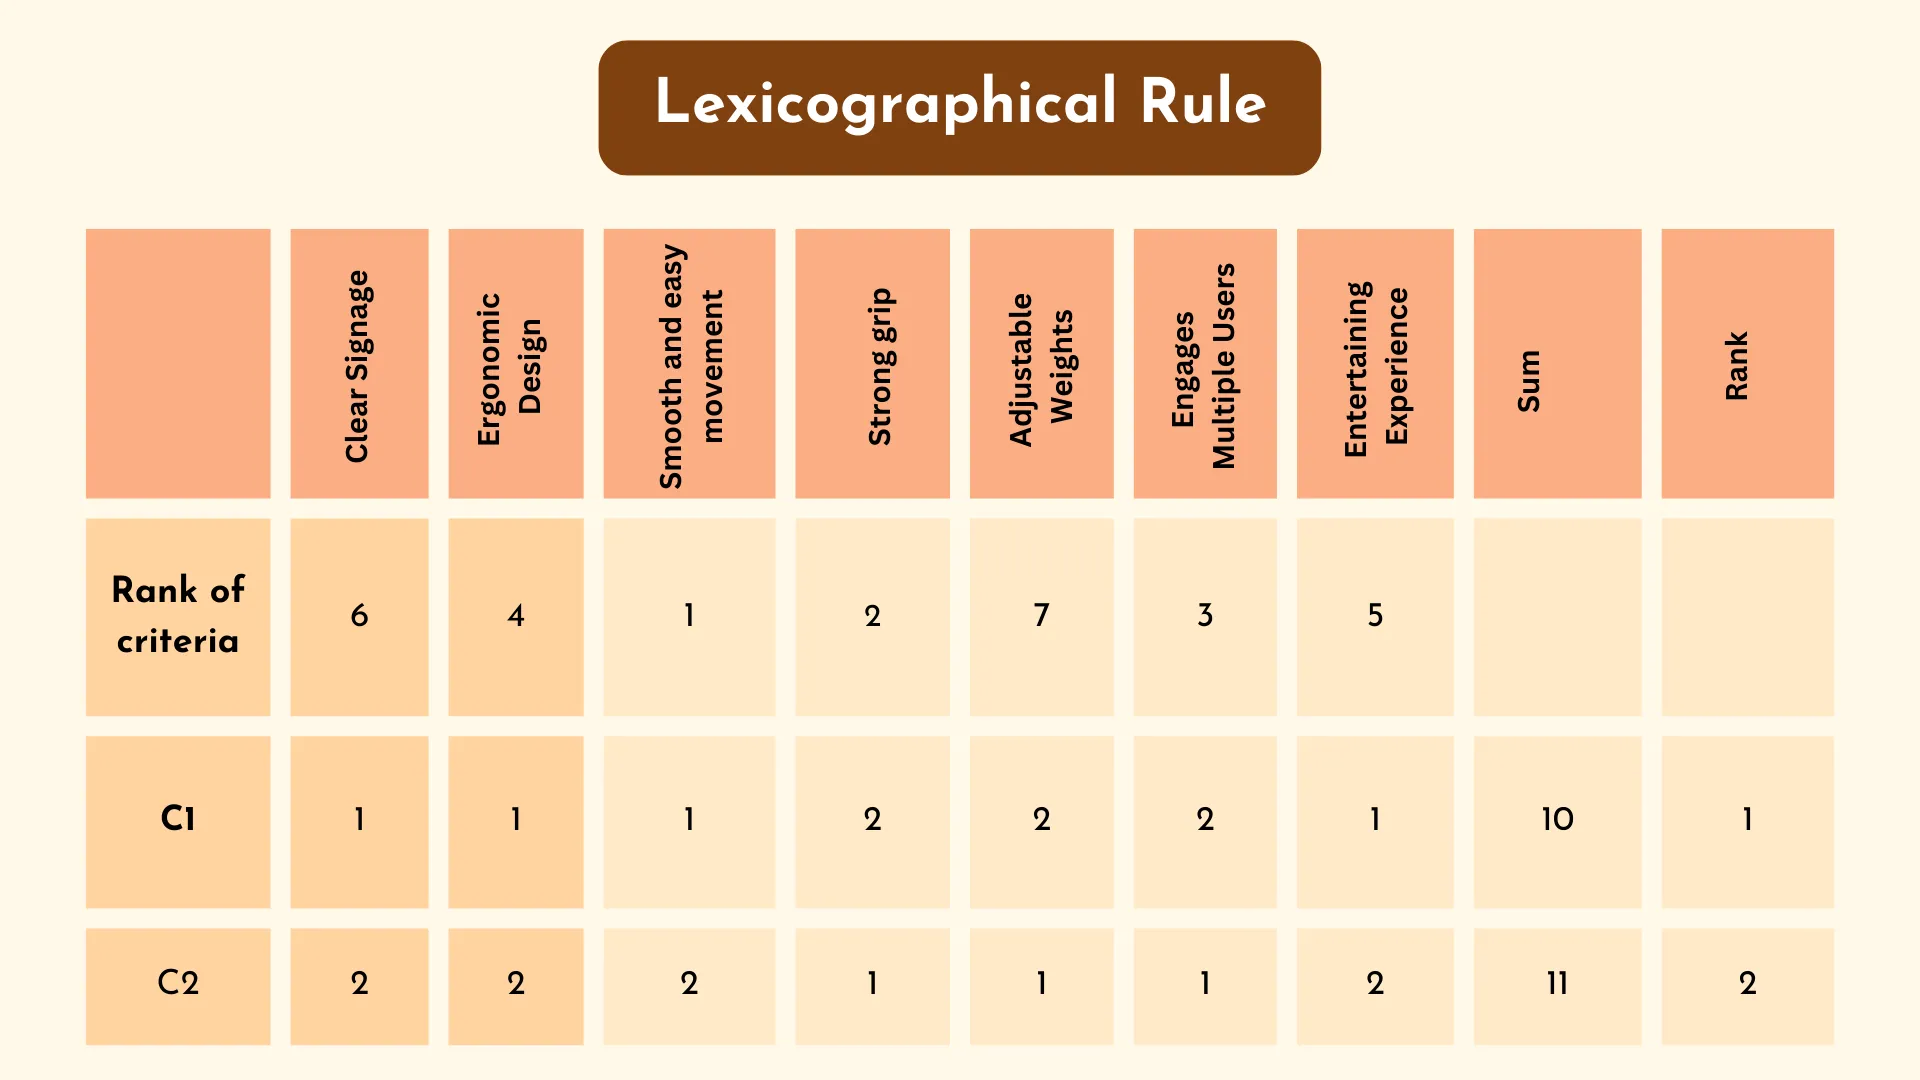 Lexicographical Rule
Clear Signage
Ergonomic
Design
Smooth and easy
movement
Strong grip
Adjustable
Weights
Engages
Multiple Users
Entertaining
Experience
Sum
Rank
Rank of
criteria
6
4
1
2
7
3
5
C1
1
1
1
2
2
2
1
10
1
C2
2
2
2
1
1
1
2
11
2